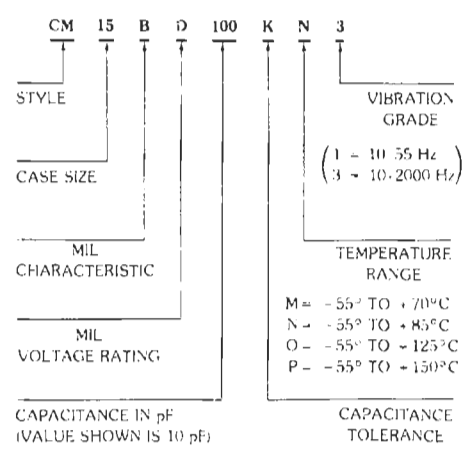 CM 15 B D 100 K N 3
STYLE
VIBRATION
GRADE
(1 = 10-55 Hz
3 = 10-2000 Hz)
CASE SIZE
MIL
CHARACTERISTIC
TEMPERATURE
RANGE
M = -55° TO +70°C
N = -55° TO +85°C
O = -55° TO +125°C
P = -55° TO +150°C
MIL
VOLTAGE RATING
CAPACITANCE IN pF
(VALUE SHOWN IS 10 pF)
CAPACITANCE
TOLERANCE